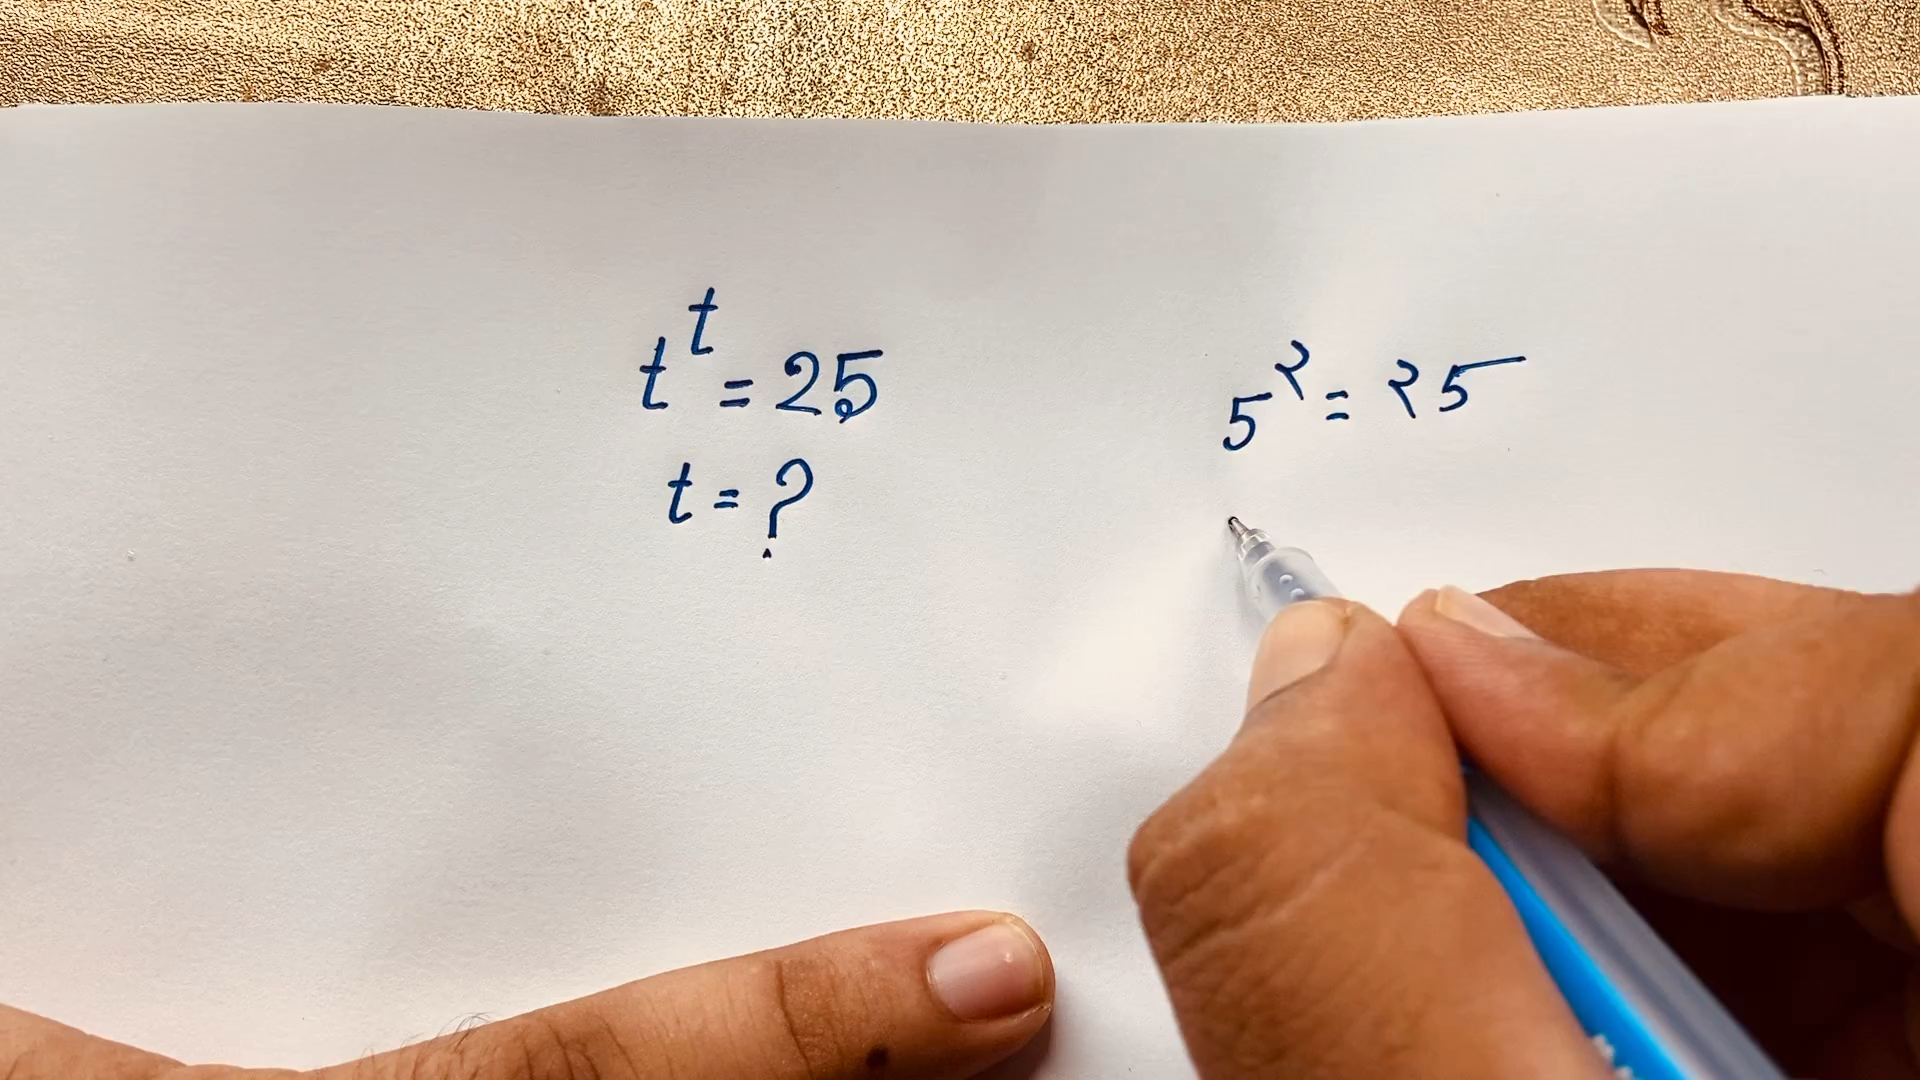 t^t = 25
t = ?
5^2 = 25